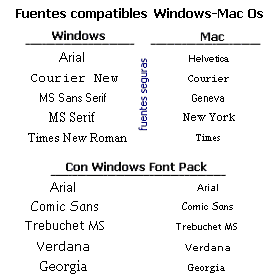 Fuentes compatibles Windows-Mac Os
Windows Mac
Arial Helvetica
Courier New Courier
MS Sans Serif Geneva
MS Serif New York
Times New Roman Times
fuentes seguras
Con Windows Font Pack
Arial Arial
Comic Sans Comic Sans
Trebuchet MS Trebuchet MS
Verdana Verdana
Georgia Georgia